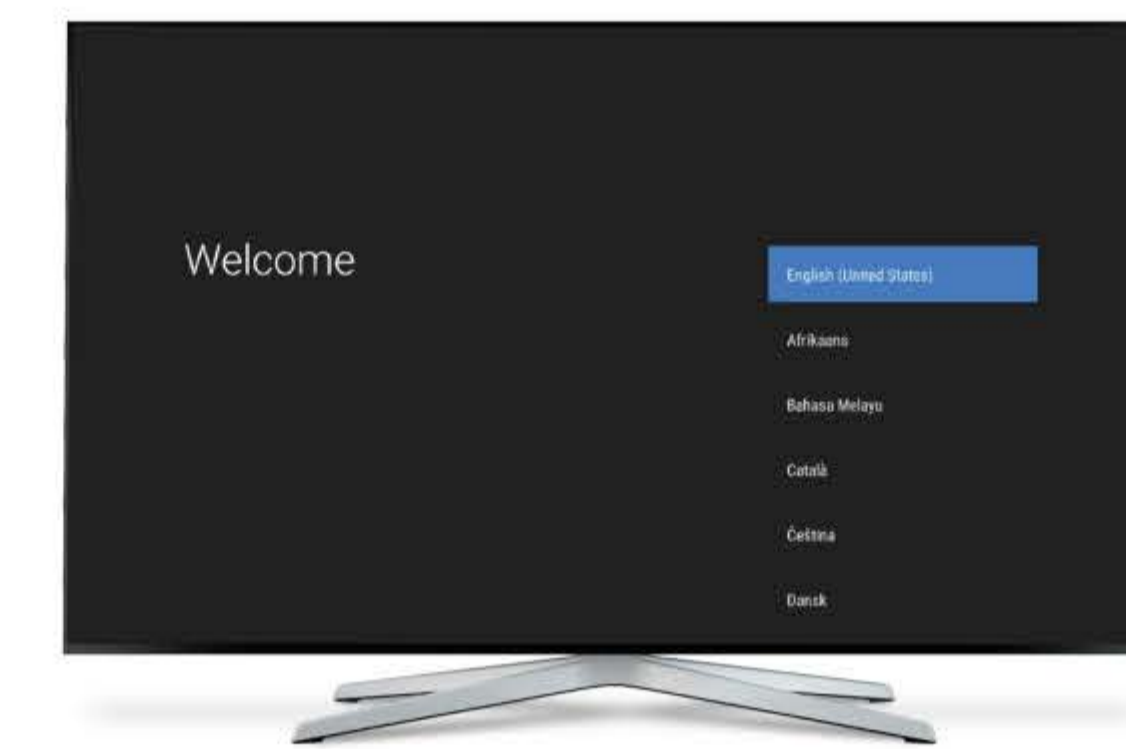 Welcome
English (United States)
Afrikaans
Bahasa Melayu
Català
Čeština
Dansk